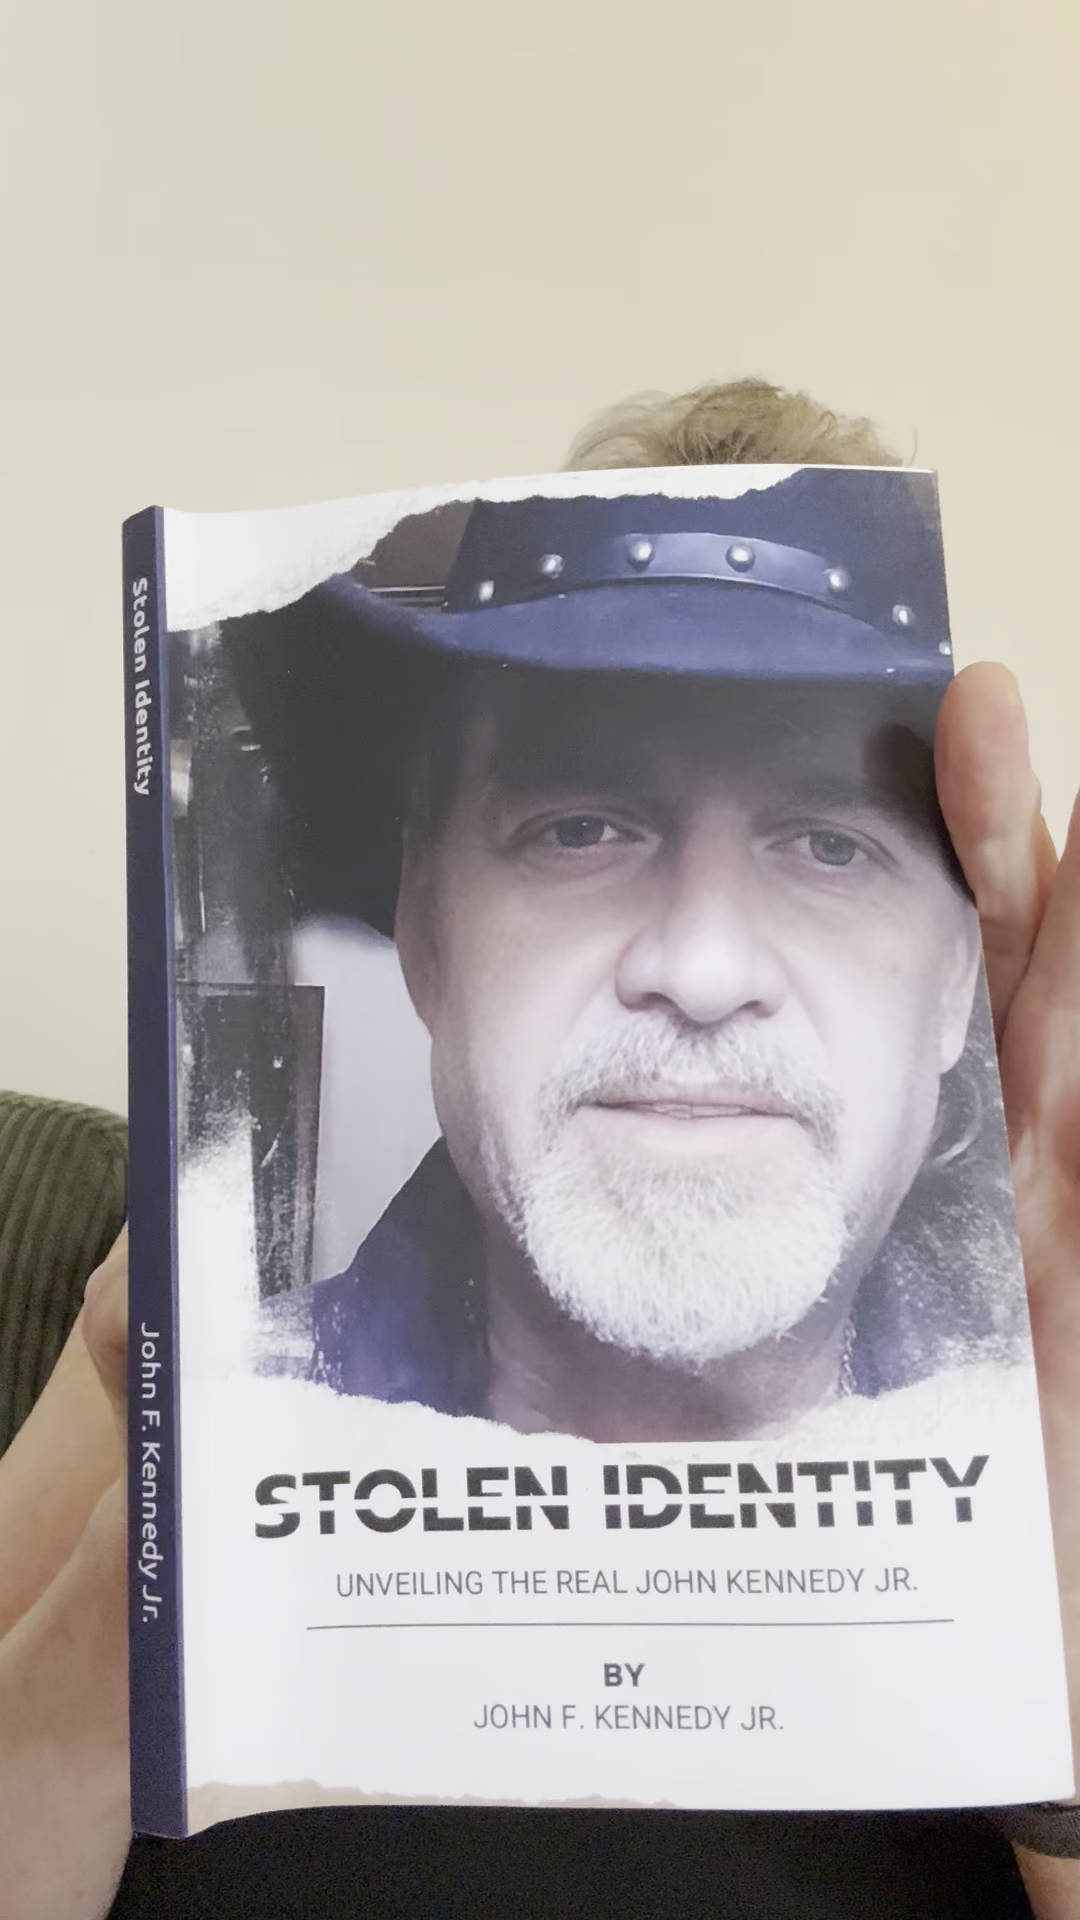 Stolen Identity
John F. Kennedy Jr.
STOLEN IDENTITY
UNVEILING THE REAL JOHN KENNEDY JR.
BY
JOHN F. KENNEDY JR.